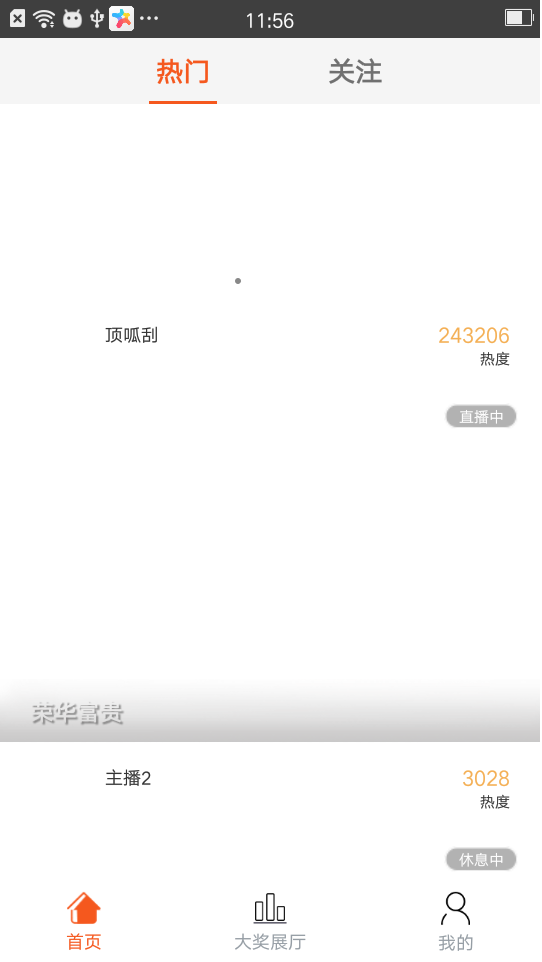 11:56
热门 关注
顶呱刮 243206
热度
直播中
荣华富贵
主播2 3028
热度
休息中
首页 大奖展厅 我的